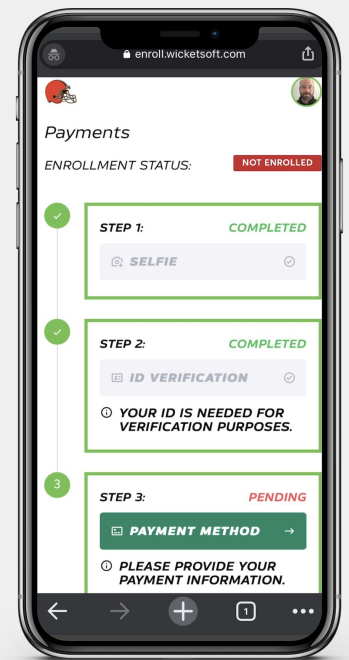 enroll.wicketsoft.com
Payments
ENROLLMENT STATUS:
NOT ENROLLED
STEP 1:
COMPLETED
SELFIE
STEP 2:
COMPLETED
ID VERIFICATION
YOUR ID IS NEEDED FOR
VERIFICATION PURPOSES.
3
STEP 3:
PENDING
PAYMENT METHOD
PLEASE PROVIDE YOUR
PAYMENT INFORMATION.
1